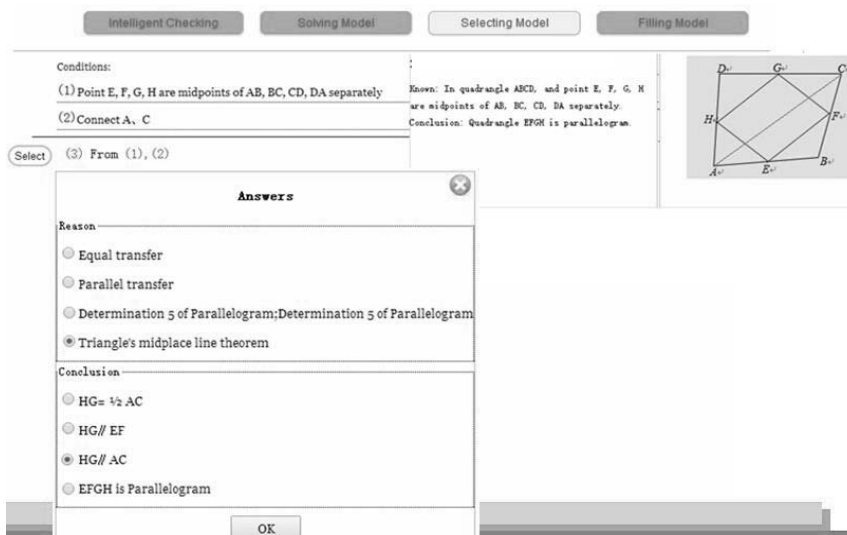 Intelligent Checking
Solving Model
Selecting Model
Filling Model
Conditions:
(1) Point E, F, G, H are midpoints of AB, BC, CD, DA separately
(2) Connect A、C
Select
(3) From (1),(2)
:
Known: In quadrangle ABCD, and point E, F, G, H
are midpoints of AB, BC, CD, DA separately.
Conclusion: Quadrangle EFGH is parallelogram.
D
G
C
H
F
A
E
B
Answers
Reason
Equal transfer
Parallel transfer
Determination 5 of Parallelogram;Determination 5 of Parallelogram
Triangle's midplace line theorem
Conclusion
HG= ½ AC
HG// EF
HG// AC
EFGH is Parallelogram
OK